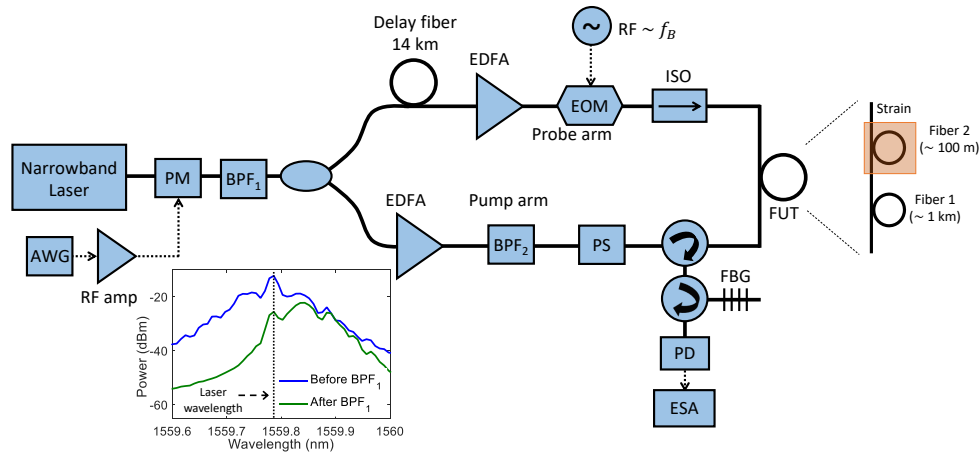 Delay fiber
14 km
EDFA
~
RF ~ f_B
EOM
Probe arm
ISO
Strain
Fiber 2
(~ 100 m)
Fiber 1
(~ 1 km)
FUT
Narrowband
Laser
PM
BPF₁
AWG
RF amp
EDFA
Pump arm
BPF₂
PS
FBG
PD
ESA
Power (dBm)
-20
-40
-60
Laser
wavelength
Before BPF₁
After BPF₁
1559.6
1559.7
1559.8
1559.9
1560
Wavelength (nm)